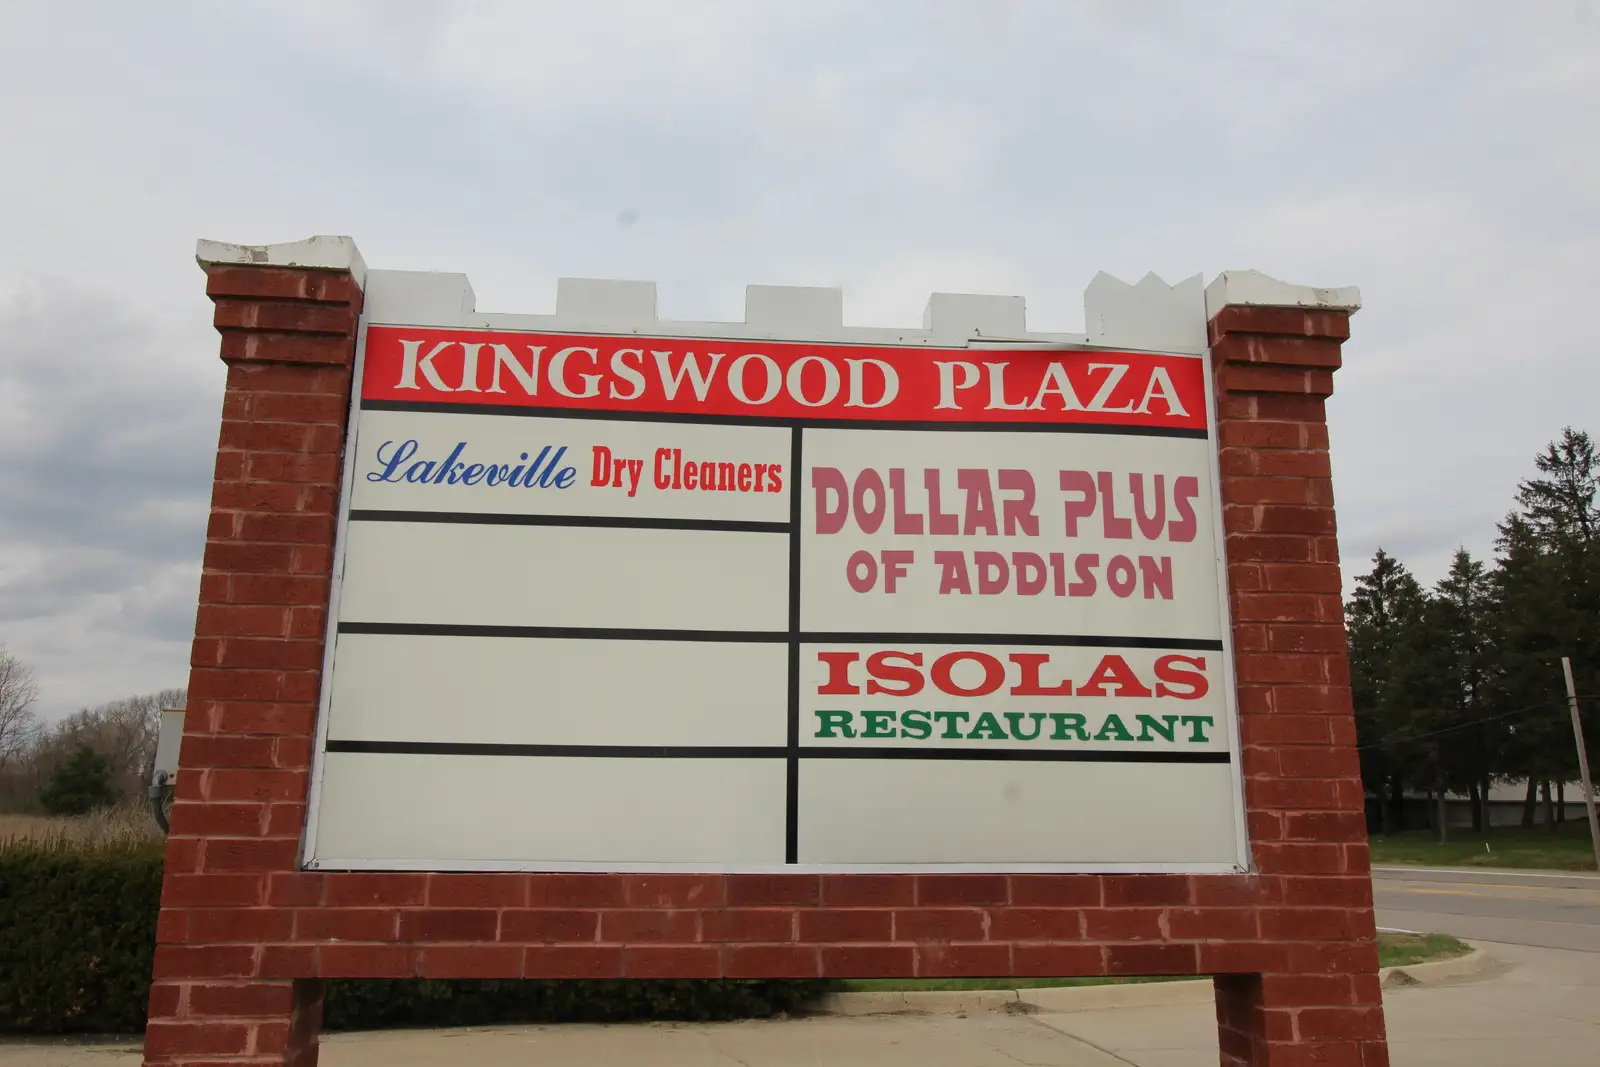 KINGSWOOD PLAZA
Lakeville Dry Cleaners
DOLLAR PLUS
OF ADDISON
ISOLAS
RESTAURANT